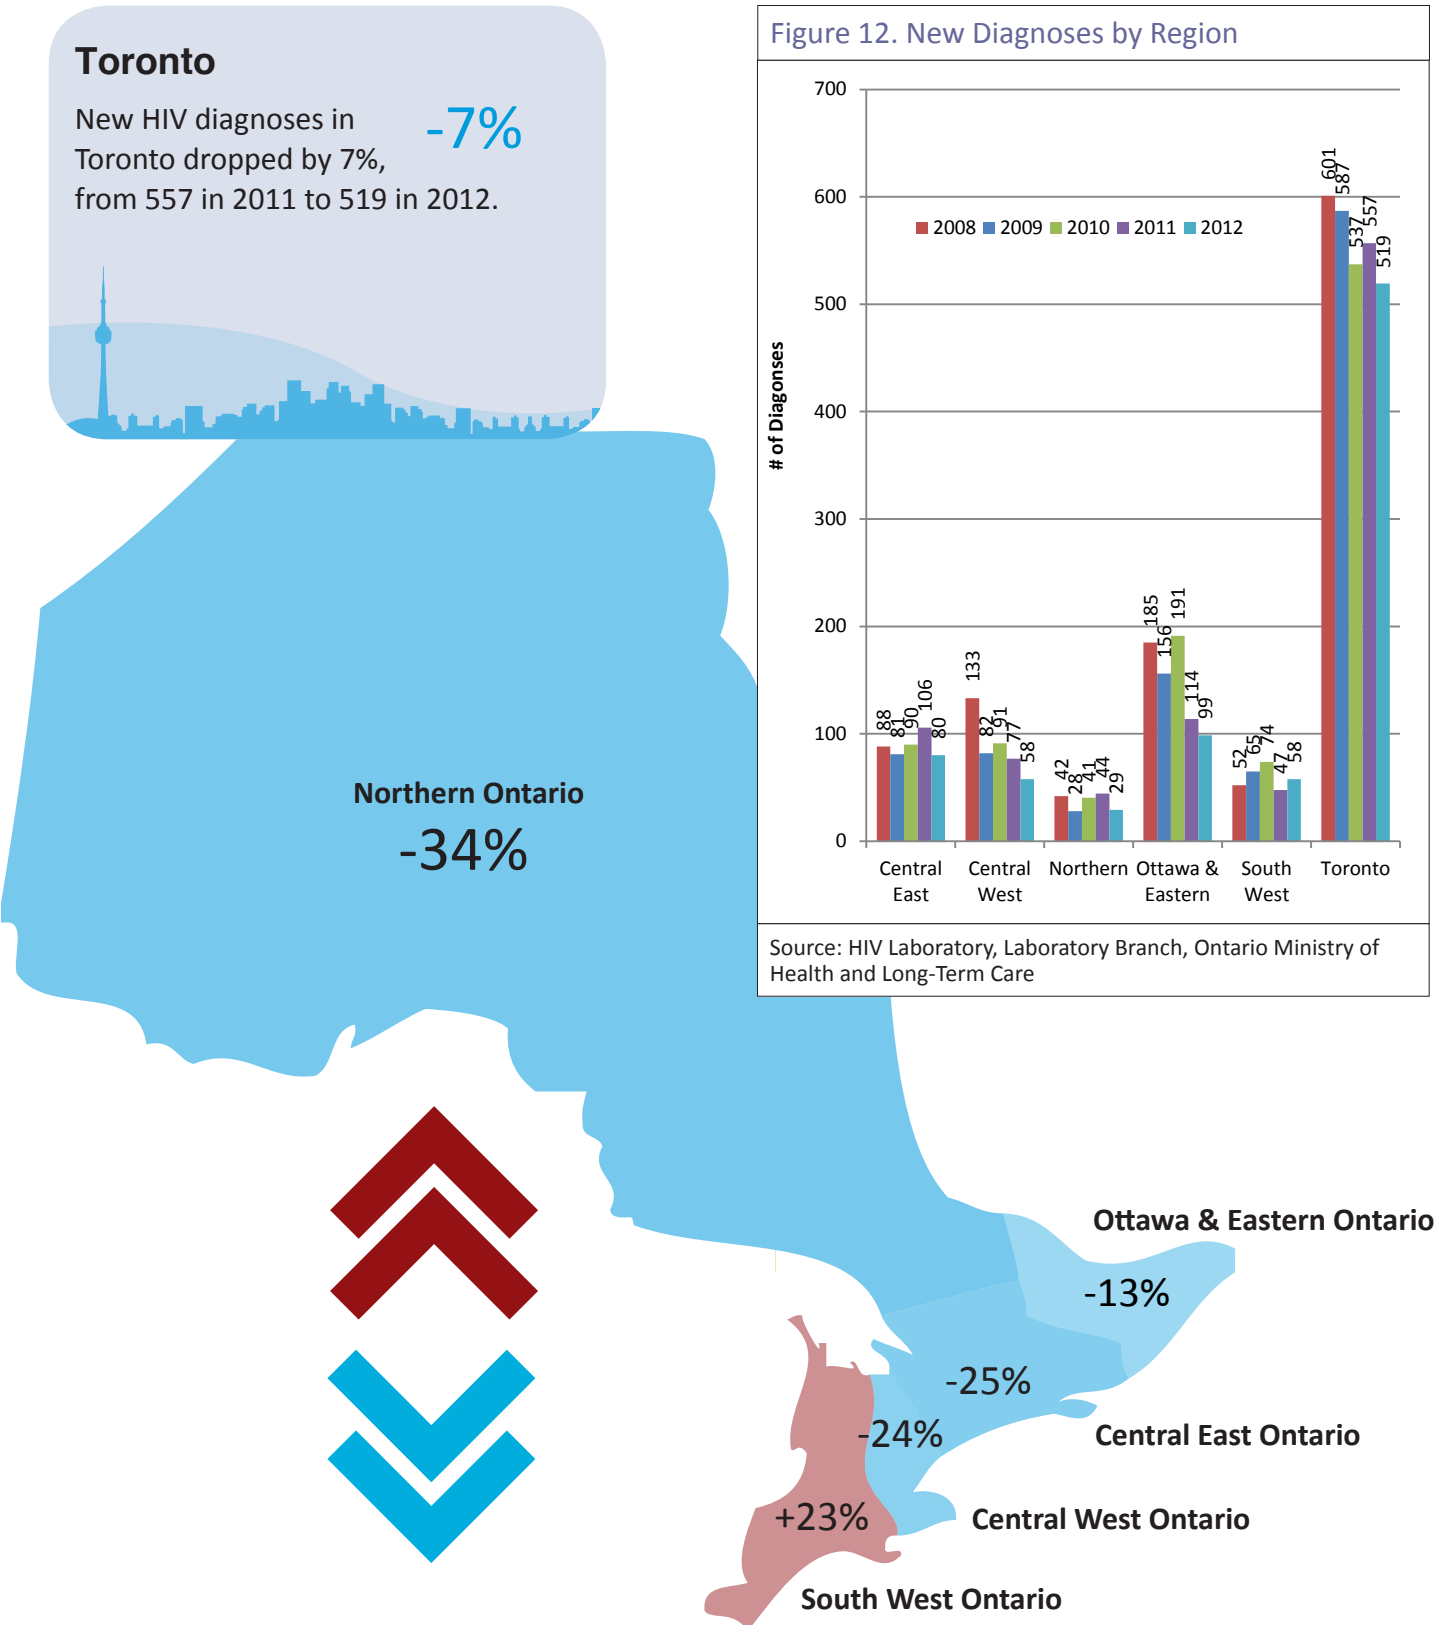 Toronto
New HIV diagnoses in
Toronto dropped by 7%,
from 557 in 2011 to 519 in 2012.
-7%
Figure 12. New Diagnoses by Region
# of Diagonses
700
600
500
400
300
200
100
0
2008 2009 2010 2011 2012
88 81 90 106 80
133 82 91 77 58
42 28 41 44 29
185 156 191 114 99
52 65 74 47 58
601 587 537 557 519
Central East
Central West
Northern
Ottawa & Eastern
South West
Toronto
Source: HIV Laboratory, Laboratory Branch, Ontario Ministry of
Health and Long-Term Care
Northern Ontario
-34%
Ottawa & Eastern Ontario
-13%
-25%
Central East Ontario
-24%
Central West Ontario
+23%
South West Ontario